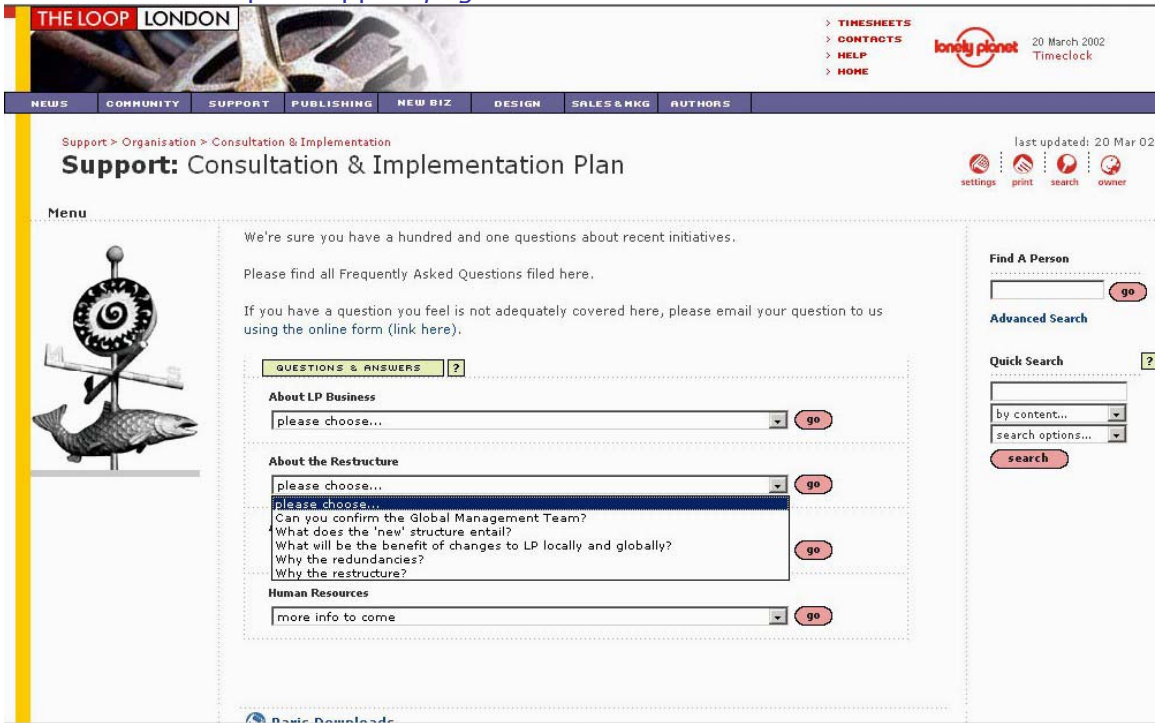 THE LOOP LONDON
> TIMESHEETS
> CONTACTS
> HELP
> HOME
lonely planet
20 March 2002
Timeclock
NEWS COMMUNITY SUPPORT PUBLISHING NEW BIZ DESIGN SALES & MKG AUTHORS
Support > Organisation > Consultation & Implementation
last updated: 20 Mar 02
Support: Consultation & Implementation Plan
settings print search owner
Menu
We're sure you have a hundred and one questions about recent initiatives.
Please find all Frequently Asked Questions filed here.
If you have a question you feel is not adequately covered here, please email your question to us
using the online form (link here).
QUESTIONS & ANSWERS ?
About LP Business
please choose... go
About the Restructure
please choose... go
please choose...
Can you confirm the Global Management Team?
What does the 'new' structure entail?
What will be the benefit of changes to LP locally and globally?
Why the redundancies?
Why the restructure?
go
Human Resources
more info to come go
Find A Person
go
Advanced Search
Quick Search ?
by content...
search options...
search
Paris Downloads
W S